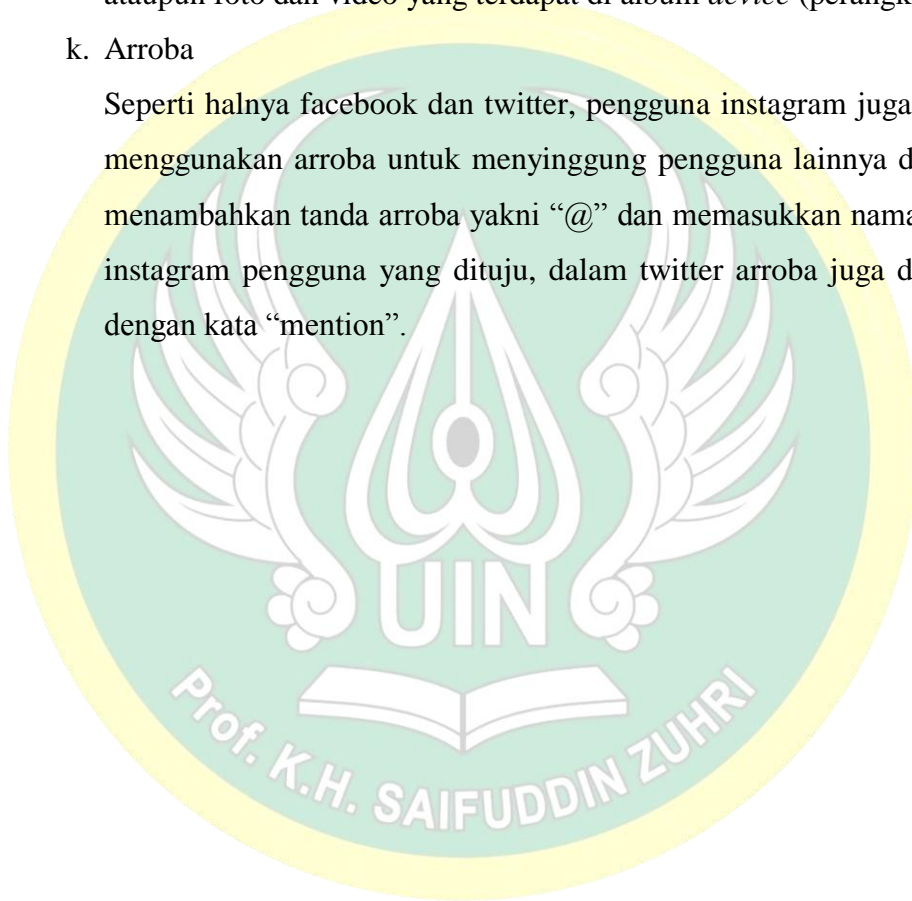 ataupun foto dan video yang terdapat di album device
k. Arroba
Seperti halnya facebook dan twitter, pengguna instagram juga
menggunakan arroba untuk menyinggung pengguna lainnya
menambahkan tanda arroba yakni “@” dan memasukkan nama
instagram pengguna yang dituju, dalam twitter arroba juga
dengan kata “mention”.
UIN
Prof. K.H. SAIFUDDIN ZUHRI